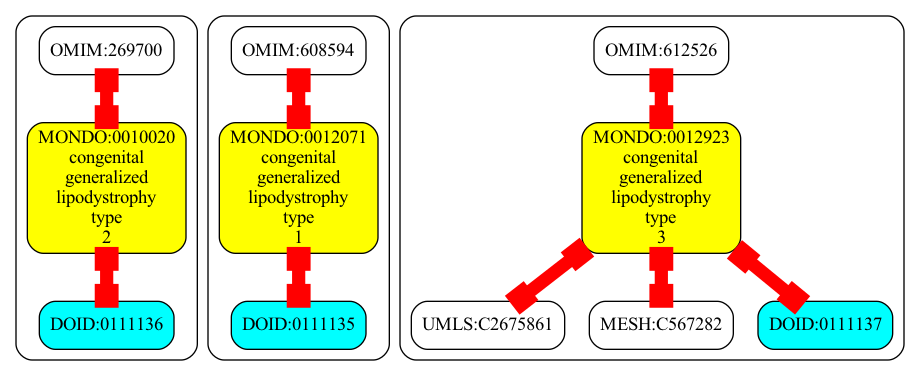 OMIM:269700
MONDO:0010020
congenital
generalized
lipodystrophy
type
2
DOID:0111136
OMIM:608594
MONDO:0012071
congenital
generalized
lipodystrophy
type
1
DOID:0111135
OMIM:612526
MONDO:0012923
congenital
generalized
lipodystrophy
type
3
UMLS:C2675861
MESH:C567282
DOID:0111137